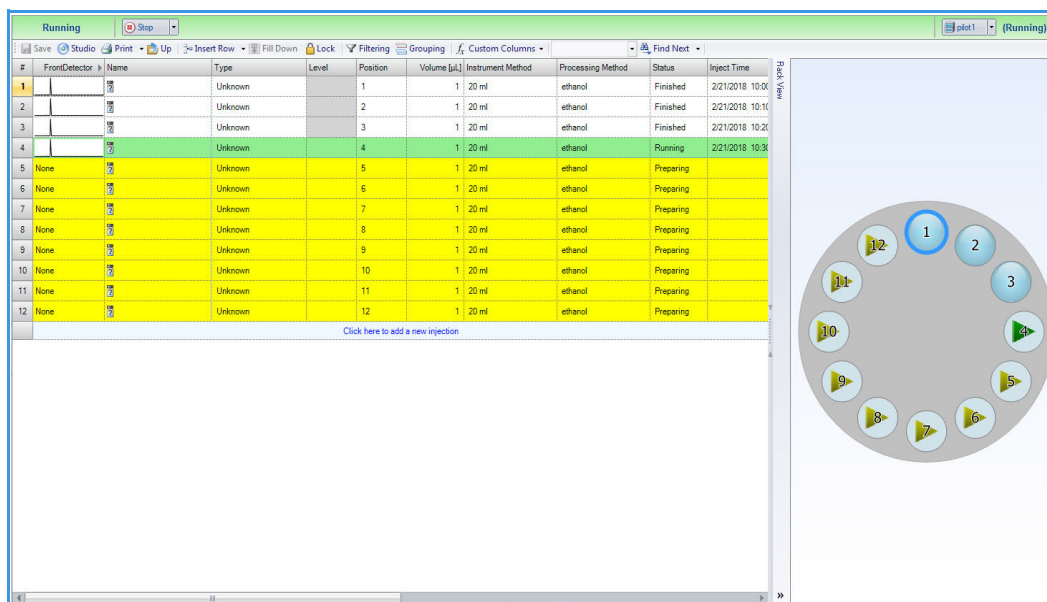 Running Stop pilot1 (Running)
Save Studio Print Up Insert Row Fill Down Lock Filtering Grouping Custom Columns Find Next
# FrontDetector Name Type Level Position Volume [µL] Instrument Method Processing Method Status Inject Time
1 Unknown 1 1 20 ml ethanol Finished 2/21/2018 10:00
2 Unknown 2 1 20 ml ethanol Finished 2/21/2018 10:10
3 Unknown 3 1 20 ml ethanol Finished 2/21/2018 10:20
4 Unknown 4 1 20 ml ethanol Running 2/21/2018 10:30
5 None Unknown 5 1 20 ml ethanol Preparing
6 None Unknown 6 1 20 ml ethanol Preparing
7 None Unknown 7 1 20 ml ethanol Preparing
8 None Unknown 8 1 20 ml ethanol Preparing
9 None Unknown 9 1 20 ml ethanol Preparing
10 None Unknown 10 1 20 ml ethanol Preparing
11 None Unknown 11 1 20 ml ethanol Preparing
12 None Unknown 12 1 20 ml ethanol Preparing
Click here to add a new injection
Rack View
1
2
3
4
5
6
7
8
9
10
11
12